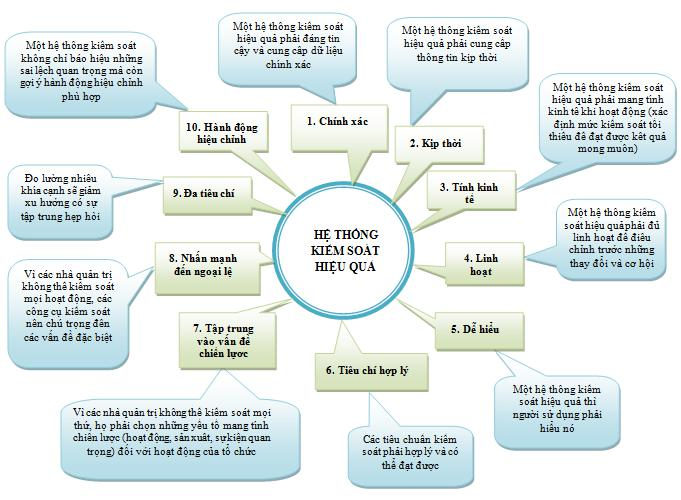 HỆ THỐNG
KIỂM SOÁT
HIỆU QUẢ
1. Chính xác
Một hệ thống kiểm soát
hiệu quả phải đáng tin
cậy và cung cấp dữ liệu
chính xác
2. Kịp thời
Một hệ thống kiểm soát
hiệu quả phải cung cấp
thông tin kịp thời
3. Tính kinh
tế
Một hệ thống kiểm soát
hiệu quả phải mang tính
kinh tế khi hoạt động (xác
định mức kiểm soát tối
thiểu để đạt được kết quả
mong muốn)
4. Linh
hoạt
Một hệ thống kiểm
soát hiệu quả phải đủ
linh hoạt để điều
chỉnh trước những
thay đổi và cơ hội
5. Dễ hiểu
Một hệ thống kiểm
soát hiệu quả thì
người sử dụng phải
hiểu nó
6. Tiêu chí hợp lý
Các tiêu chuẩn kiểm
soát phải hợp lý và có
thể đạt được
7. Tập trung
vào vấn đề
chiến lược
Vì các nhà quản trị không thể kiểm soát mọi
thứ, họ phải chọn những yếu tố mang tính
chiến lược (hoạt động, sản xuất, sự kiện quan
trọng) đối với hoạt động của tổ chức
8. Nhấn mạnh
đến ngoại lệ
Vì các nhà quản trị
không thể kiểm soát
mọi hoạt động, các
công cụ kiểm soát
nên chú trọng đến
các vấn đề đặc biệt
9. Đa tiêu chí
Đo lường nhiều
khía cạnh sẽ giảm
xu hướng có sự
tập trung hẹp hòi
10. Hành động
hiệu chỉnh
Một hệ thống kiểm soát
không chỉ báo hiệu những
sai lệch quan trọng mà còn
gợi ý hành động hiệu chỉnh
phù hợp